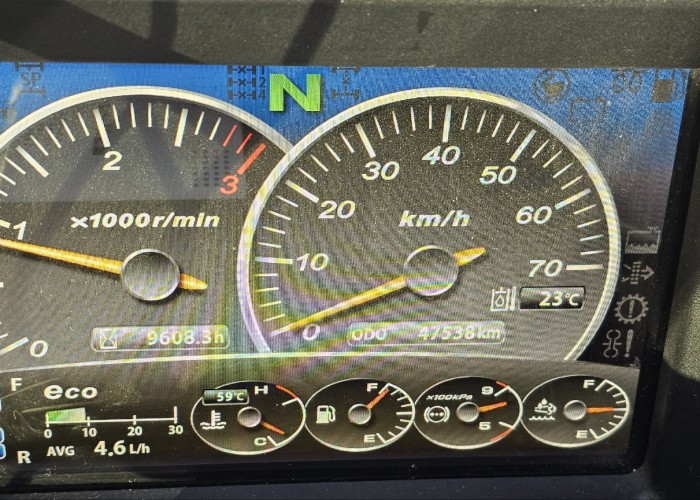 SP
N
1
2
3
x1000r/min
0
9608.3h
0
10
20
30
40
50
60
70
km/h
23°C
ODO 47538km
F
R
eco
0 10 20 30
AVG 4.6L/h
59°C
H
C
F
E
x100kPa
9
5
F
E